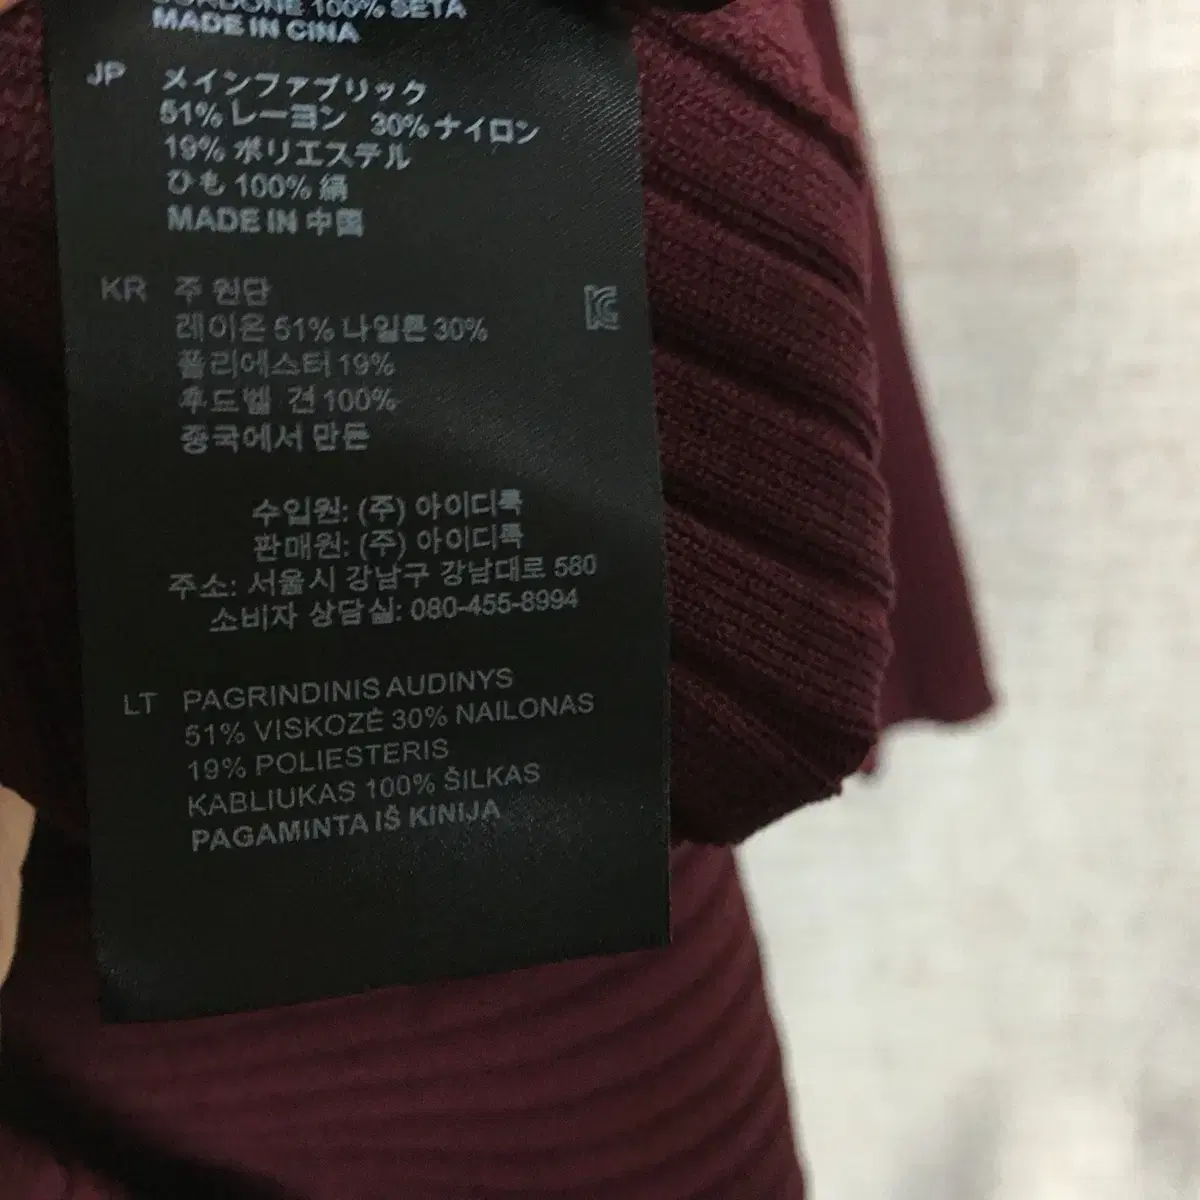 CORDONE 100% SETA
MADE IN CINA
JP メインファブリック
51% レーヨン 30% ナイロン
19% ポリエステル
ひも 100% 絹
MADE IN 中国
KR 주 원단
레이온 51% 나일론 30%
폴리에스터 19%
후드벨 견 100%
중국에서 만든
수입원: (주) 아이디룩
판매원: (주) 아이디룩
주소: 서울시 강남구 강남대로 580
소비자 상담실: 080-455-8994
LT PAGRINDINIS AUDINYS
51% VISKOZĖ 30% NAILONAS
19% POLIESTERIS
KABLIUKAS 100% ŠILKAS
PAGAMINTA IŠ KINIJA